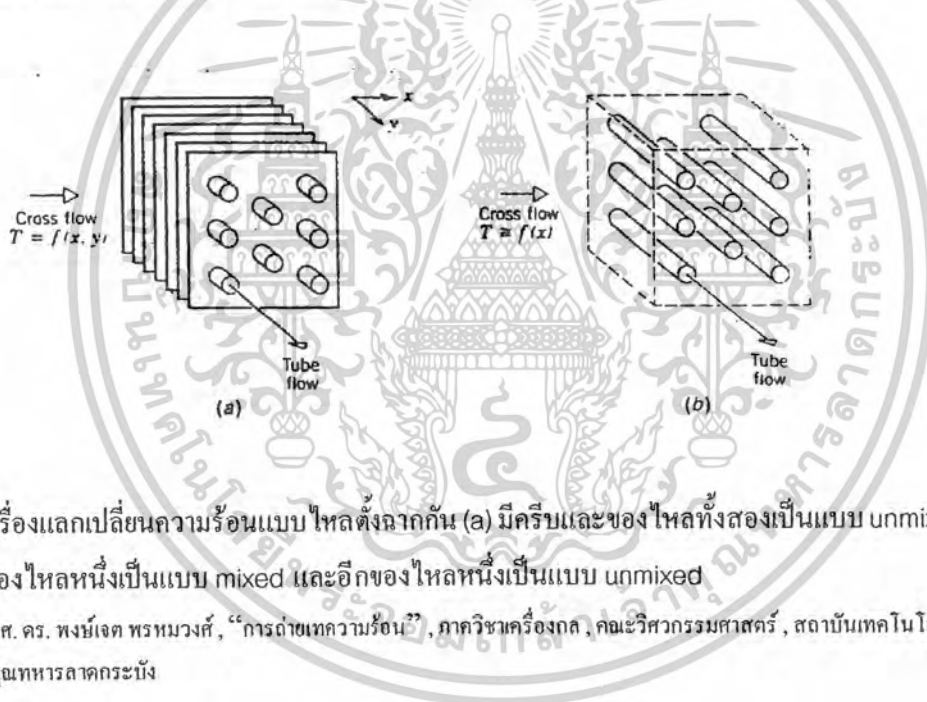 x
y
Cross flow
T = f(x, y)
Tube
flow
(a)
Cross flow
T ≅ f(x)
Tube
flow
(b)
รื่องแลกเปลี่ยนความร้อนแบบไหลตั้งฉากกัน (a) มีครีบและของไหลทั้งสองเป็นแบบ unmix
องไหลหนึ่งเป็นแบบ mixed และอีกของไหลหนึ่งเป็นแบบ unmixed
ศ. ดร. พงษ์เจต พรหมวงศ์ , “การถ่ายเทความร้อน” , ภาควิชาเครื่องกล , คณะวิศวกรรมศาสตร์ , สถาบันเทคโนโ
คุณทหารลาดกระบัง